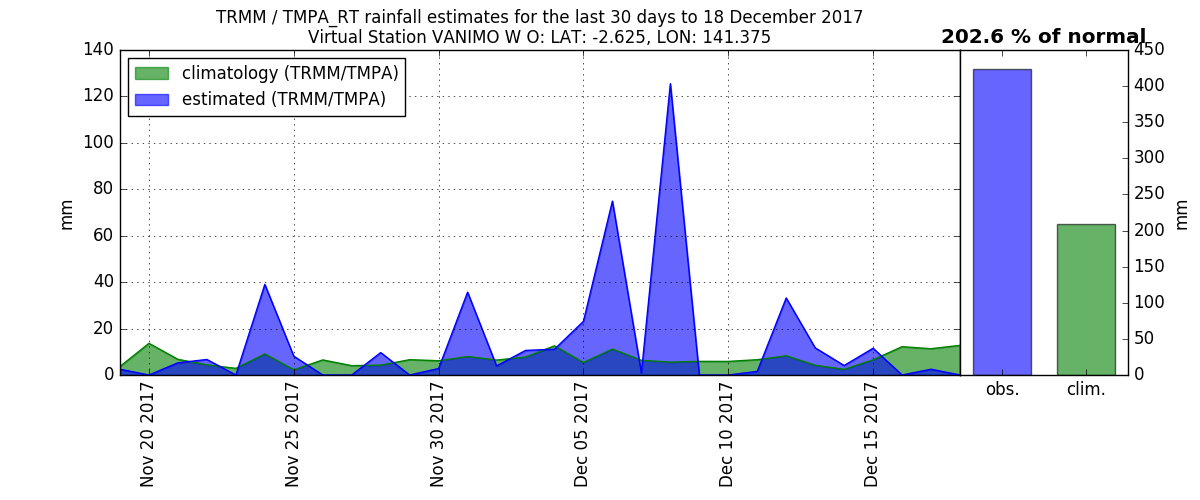 TRMM / TMPA_RT rainfall estimates for the last 30 days to 18 December 2017
Virtual Station VANIMO W O: LAT: -2.625, LON: 141.375
202.6 % of normal
climatology (TRMM/TMPA)
estimated (TRMM/TMPA)
140
120
100
80
60
40
20
0
mm
Nov 20 2017
Nov 25 2017
Nov 30 2017
Dec 05 2017
Dec 10 2017
Dec 15 2017
obs.
clim.
450
400
350
300
250
200
150
100
50
0
mm